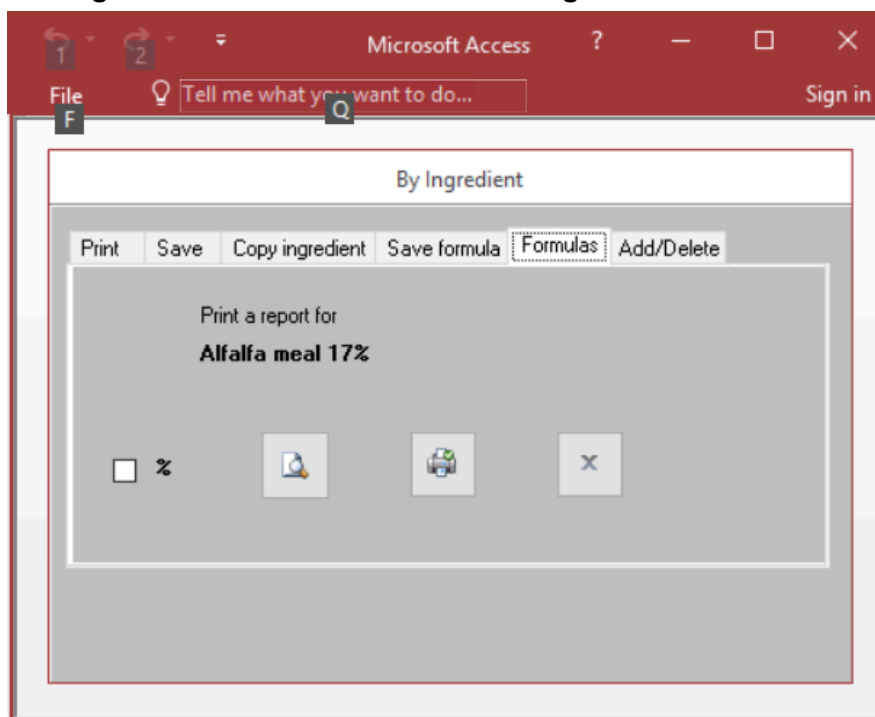 1 2 Microsoft Access ?
File Tell me what you want to do... Sign in
F Q
By Ingredient
Print Save Copy ingredient Save formula Formulas Add/Delete
Print a report for
Alfalfa meal 17%
%